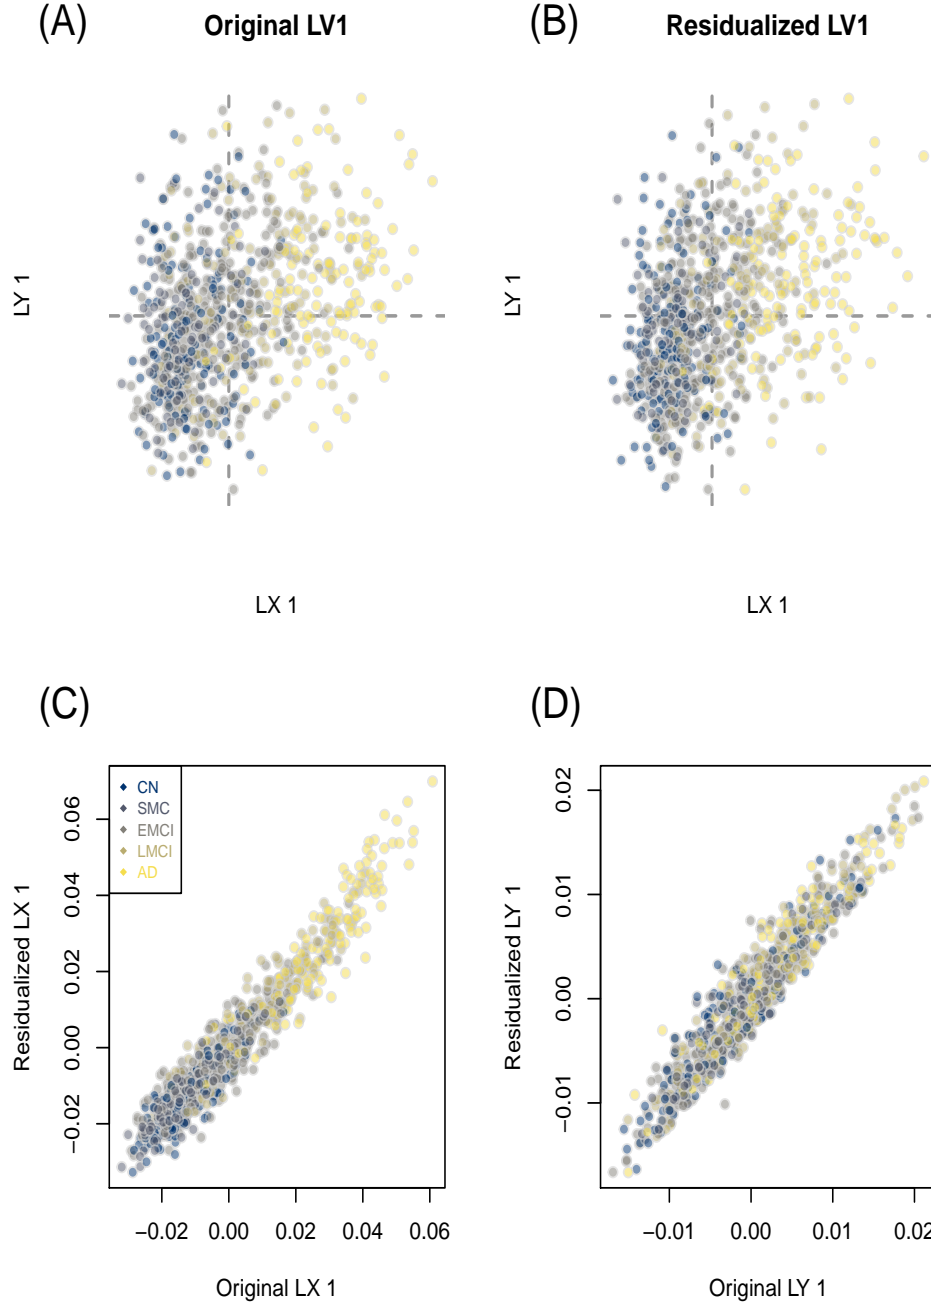 (A)
Original LV1
(B)
Residualized LV1
LY 1
LY 1
LX 1
LX 1
(C)
(D)
CN
SMC
EMCI
LMCI
AD
Residualized LX 1
−0.02
0.00
0.02
0.04
0.06
−0.02
0.00
0.02
0.04
0.06
Original LX 1
Residualized LY 1
−0.01
0.00
0.01
0.02
−0.01
0.00
0.01
0.02
Original LY 1